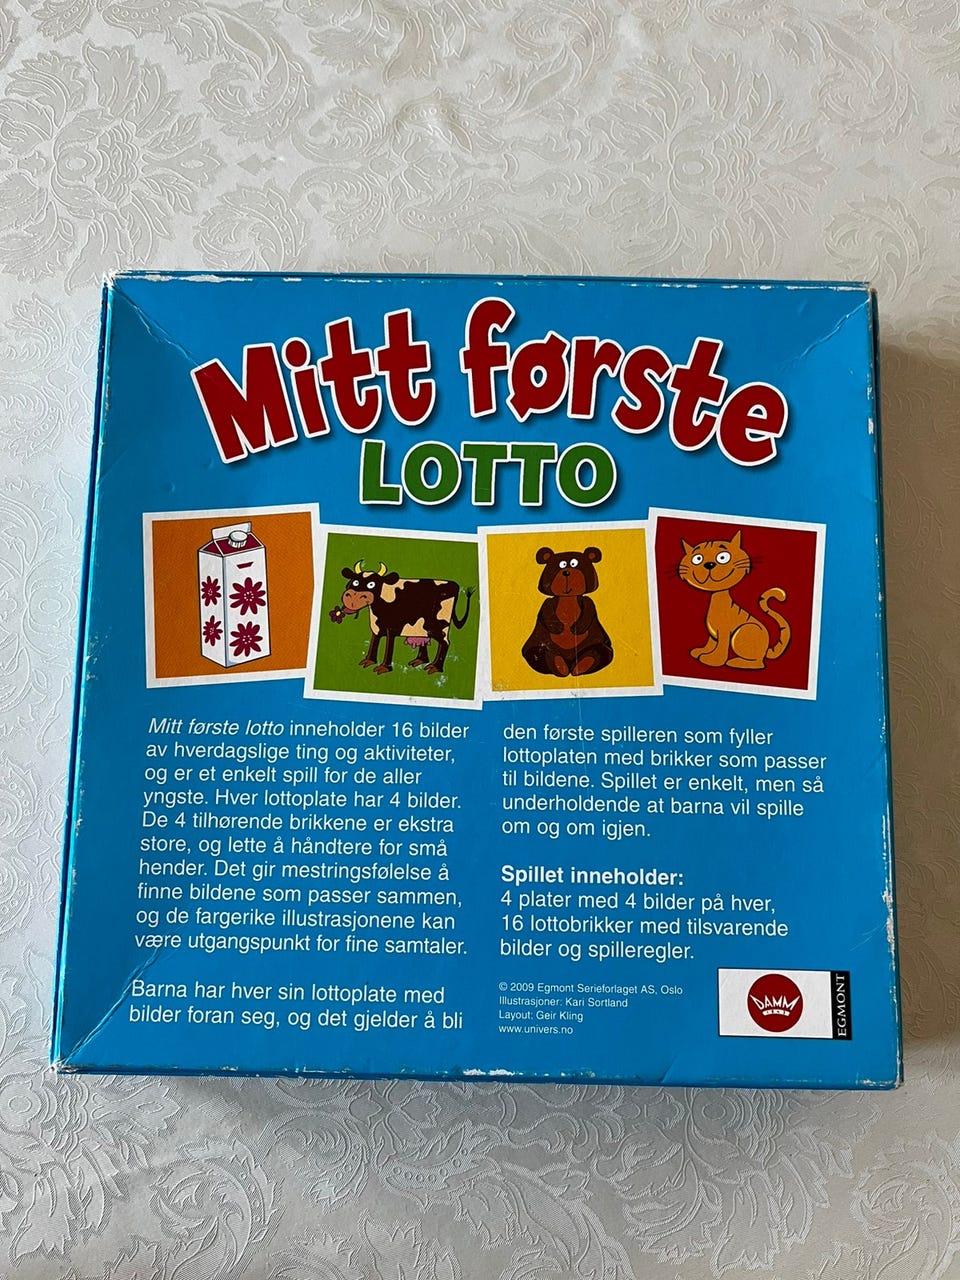 Mitt første
LOTTO
Mitt første lotto inneholder 16 bilder
av hverdagslige ting og aktiviteter,
og er et enkelt spill for de aller
yngste. Hver lottoplate har 4 bilder.
De 4 tilhørende brikkene er ekstra
store, og lette å håndtere for små
hender. Det gir mestringsfølelse å
finne bildene som passer sammen,
og de fargerike illustrasjonene kan
være utgangspunkt for fine samtaler.
Barna har hver sin lottoplate med
bilder foran seg, og det gjelder å bli
den første spilleren som fyller
lottoplaten med brikker som passer
til bildene. Spillet er enkelt, men så
underholdende at barna vil spille
om og om igjen.
Spillet inneholder:
4 plater med 4 bilder på hver,
16 lottobrikker med tilsvarende
bilder og spilleregler.
© 2009 Egmont Serieforlaget AS, Oslo
Illustrasjoner: Kari Sortland
Layout: Geir Kling
www.univers.no
DAMM
EGMONT